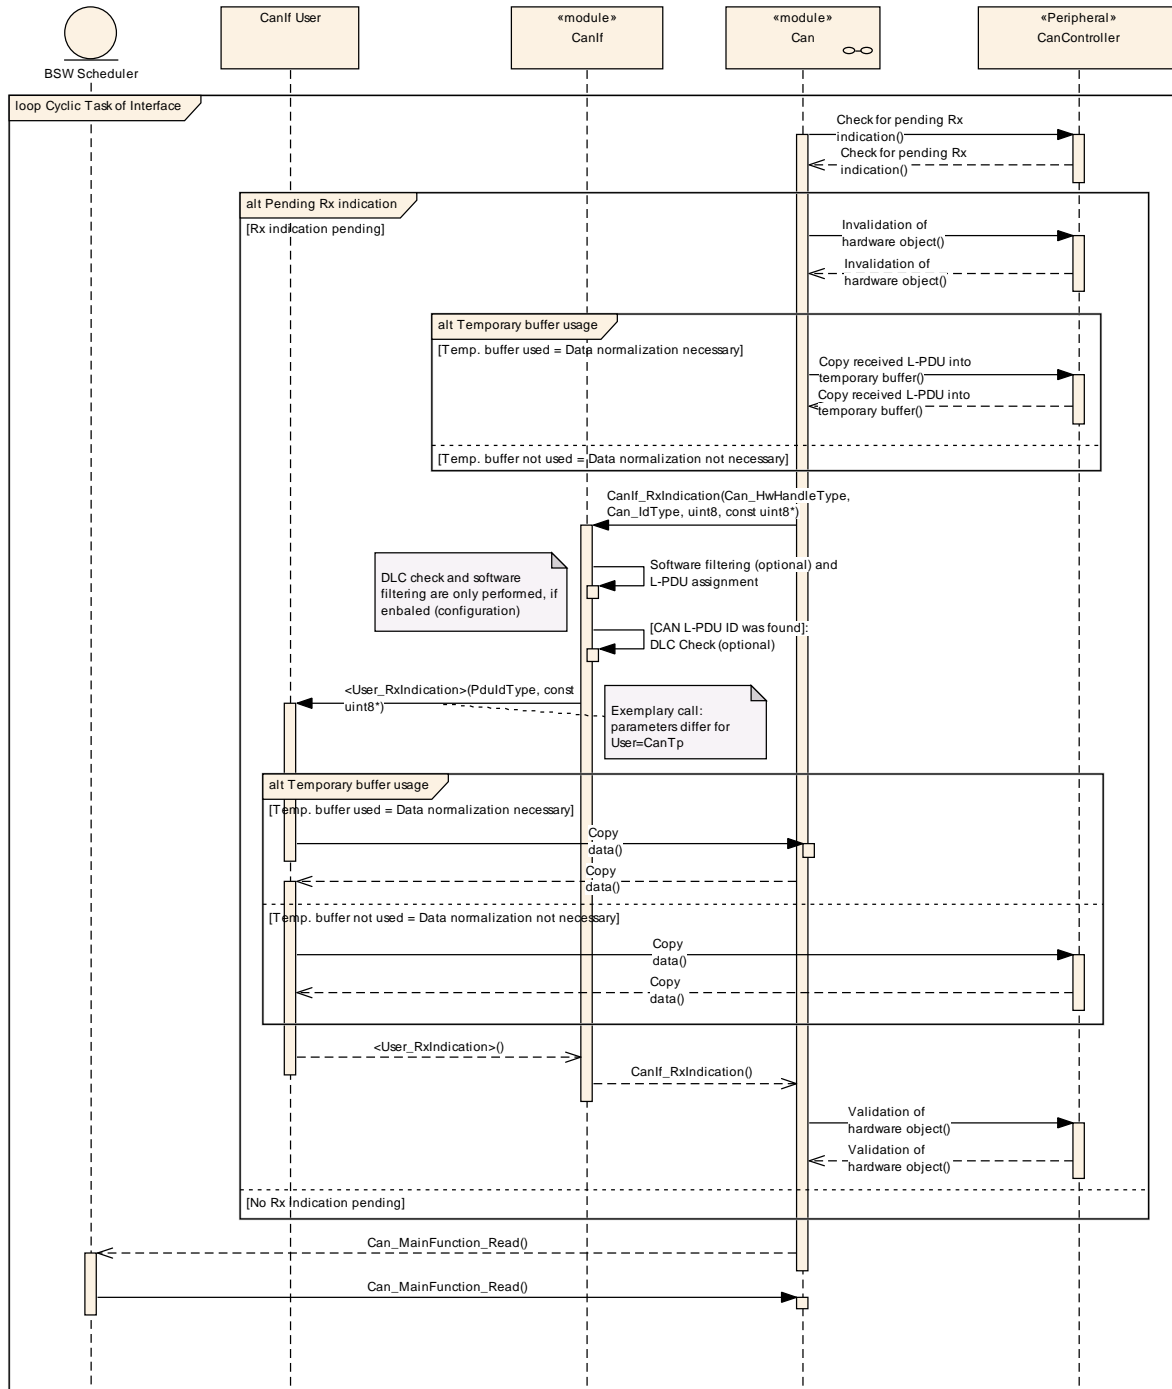 BSW Scheduler
CanIf User
«module»
CanIf
«module»
Can
«Peripheral»
CanController
loop Cyclic Task of Interface
Check for pending Rx
indication()
Check for pending Rx
indication()
alt Pending Rx indication
[Rx indication pending]
Invalidation of
hardware object()
Invalidation of
hardware object()
alt Temporary buffer usage
[Temp. buffer used = Data normalization necessary]
Copy received L-PDU into
temporary buffer()
Copy received L-PDU into
temporary buffer()
[Temp. buffer not used = Data normalization not necessary]
CanIf_RxIndication(Can_HwHandleType,
Can_IdType, uint8, const uint8*)
DLC check and software
filtering are only performed, if
enbaled (configuration)
Software filtering (optional) and
L-PDU assignment
[CAN L-PDU ID was found]:
DLC Check (optional)
<User_RxIndication>(PduIdType, const
uint8*)
Exemplary call:
parameters differ for
User=CanTp
alt Temporary buffer usage
[Temp. buffer used = Data normalization necessary]
Copy
data()
Copy
data()
[Temp. buffer not used = Data normalization not necessary]
Copy
data()
Copy
data()
<User_RxIndication>()
CanIf_RxIndication()
Validation of
hardware object()
Validation of
hardware object()
[No Rx Indication pending]
Can_MainFunction_Read()
Can_MainFunction_Read()